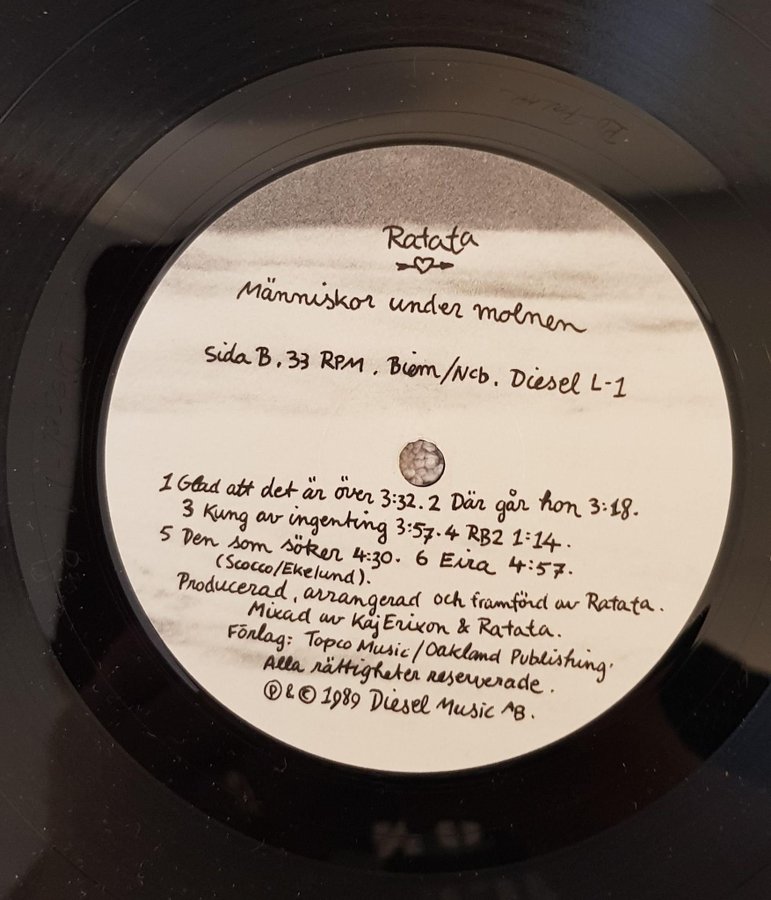 Ratata
Människor under molnen
Sida B. 33 RPM. Biem/Ncb. Diesel L-1
1 Glad att det är över 3:32. 2 Där går hon 3:18.
3 Kung av ingenting 3:57. 4 RB2 1:14.
5 Den som söker 4:30. 6 Eira 4:57.
(Scocco/Ekelund).
Producerad, arrangerad och framförd av Ratata.
Mixad av Kaj Erixon & Ratata.
Förlag: Topco Music/Oakland Publishing.
Alla rättigheter reserverade.
℗ & © 1989 Diesel Music AB.